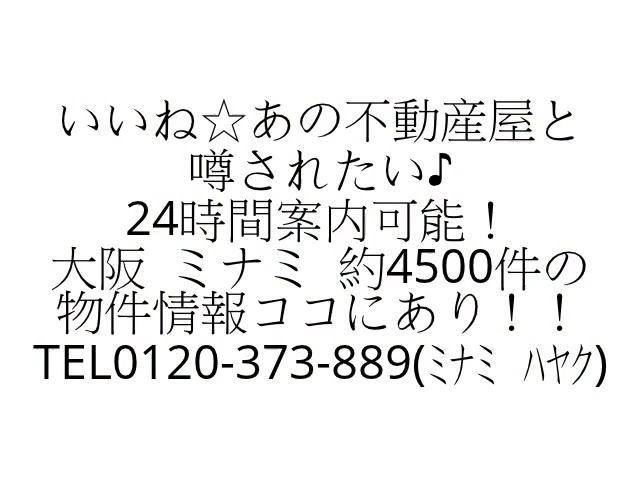 いいね☆あの不動産屋と
噂されたい♪
24時間案内可能！
大阪 ミナミ 約4500件の
物件情報ココにあり！！
TEL0120-373-889(ﾐﾅﾐ ﾊﾔｸ)